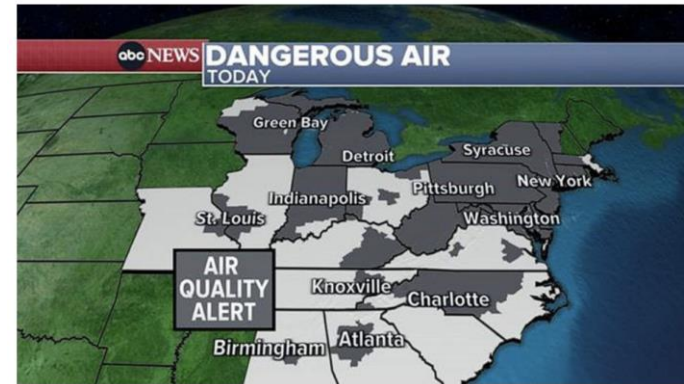 abc NEWS DANGEROUS AIR
TODAY
Green Bay
Detroit
Syracuse
Indianapolis
Pittsburgh
New York
St. Louis
Washington
AIR
QUALITY
ALERT
Knoxville
Charlotte
Birmingham
Atlanta